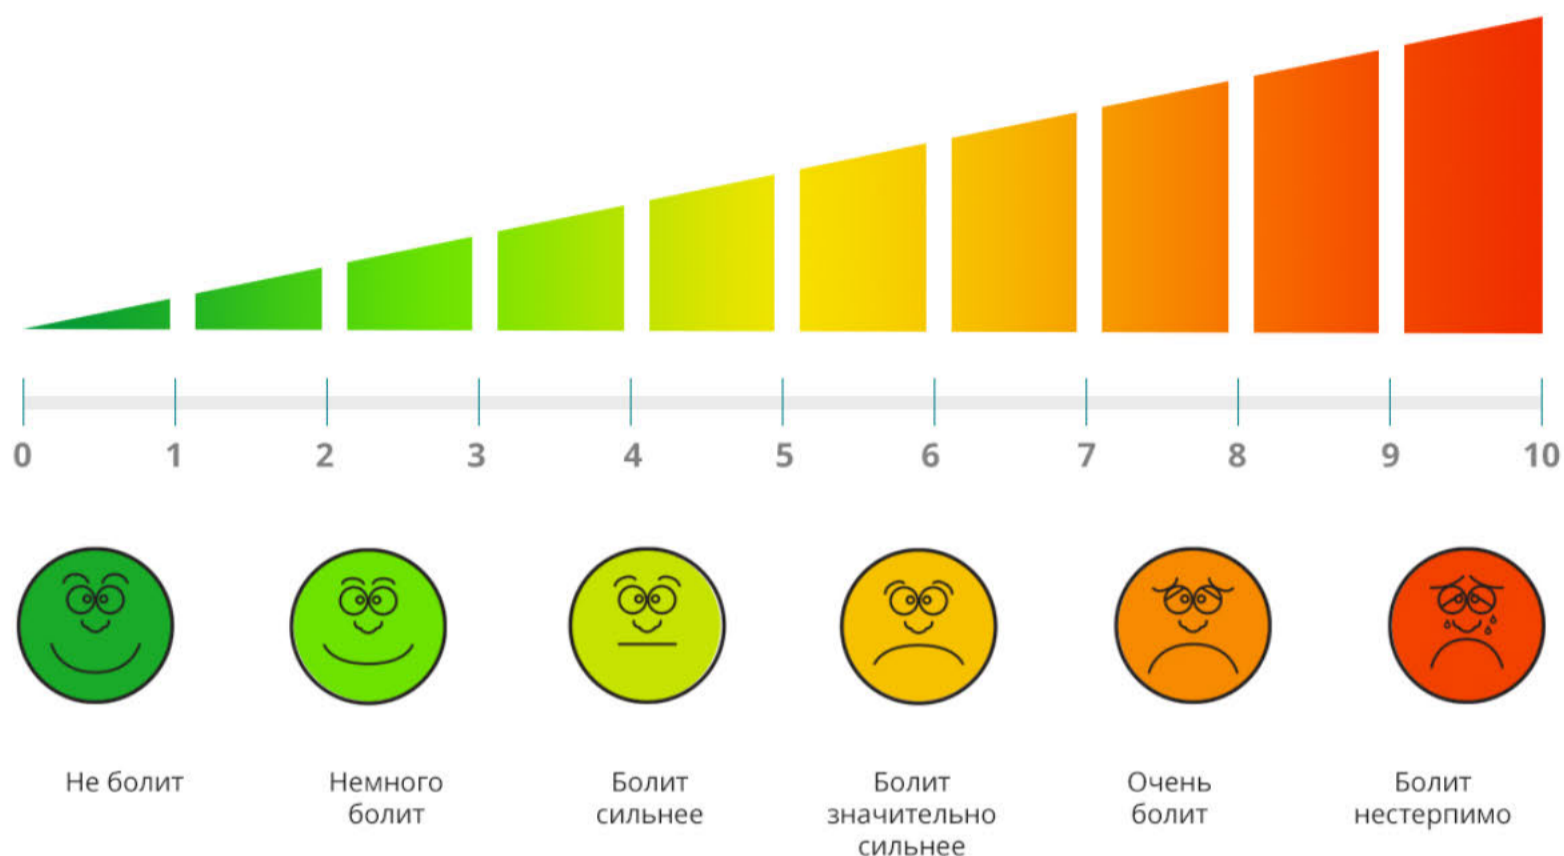 0 1 2 3 4 5 6 7 8 9 10
Не болит
Немного
болит
Болит
сильнее
Болит
значительно
сильнее
Очень
болит
Болит
нестерпимо